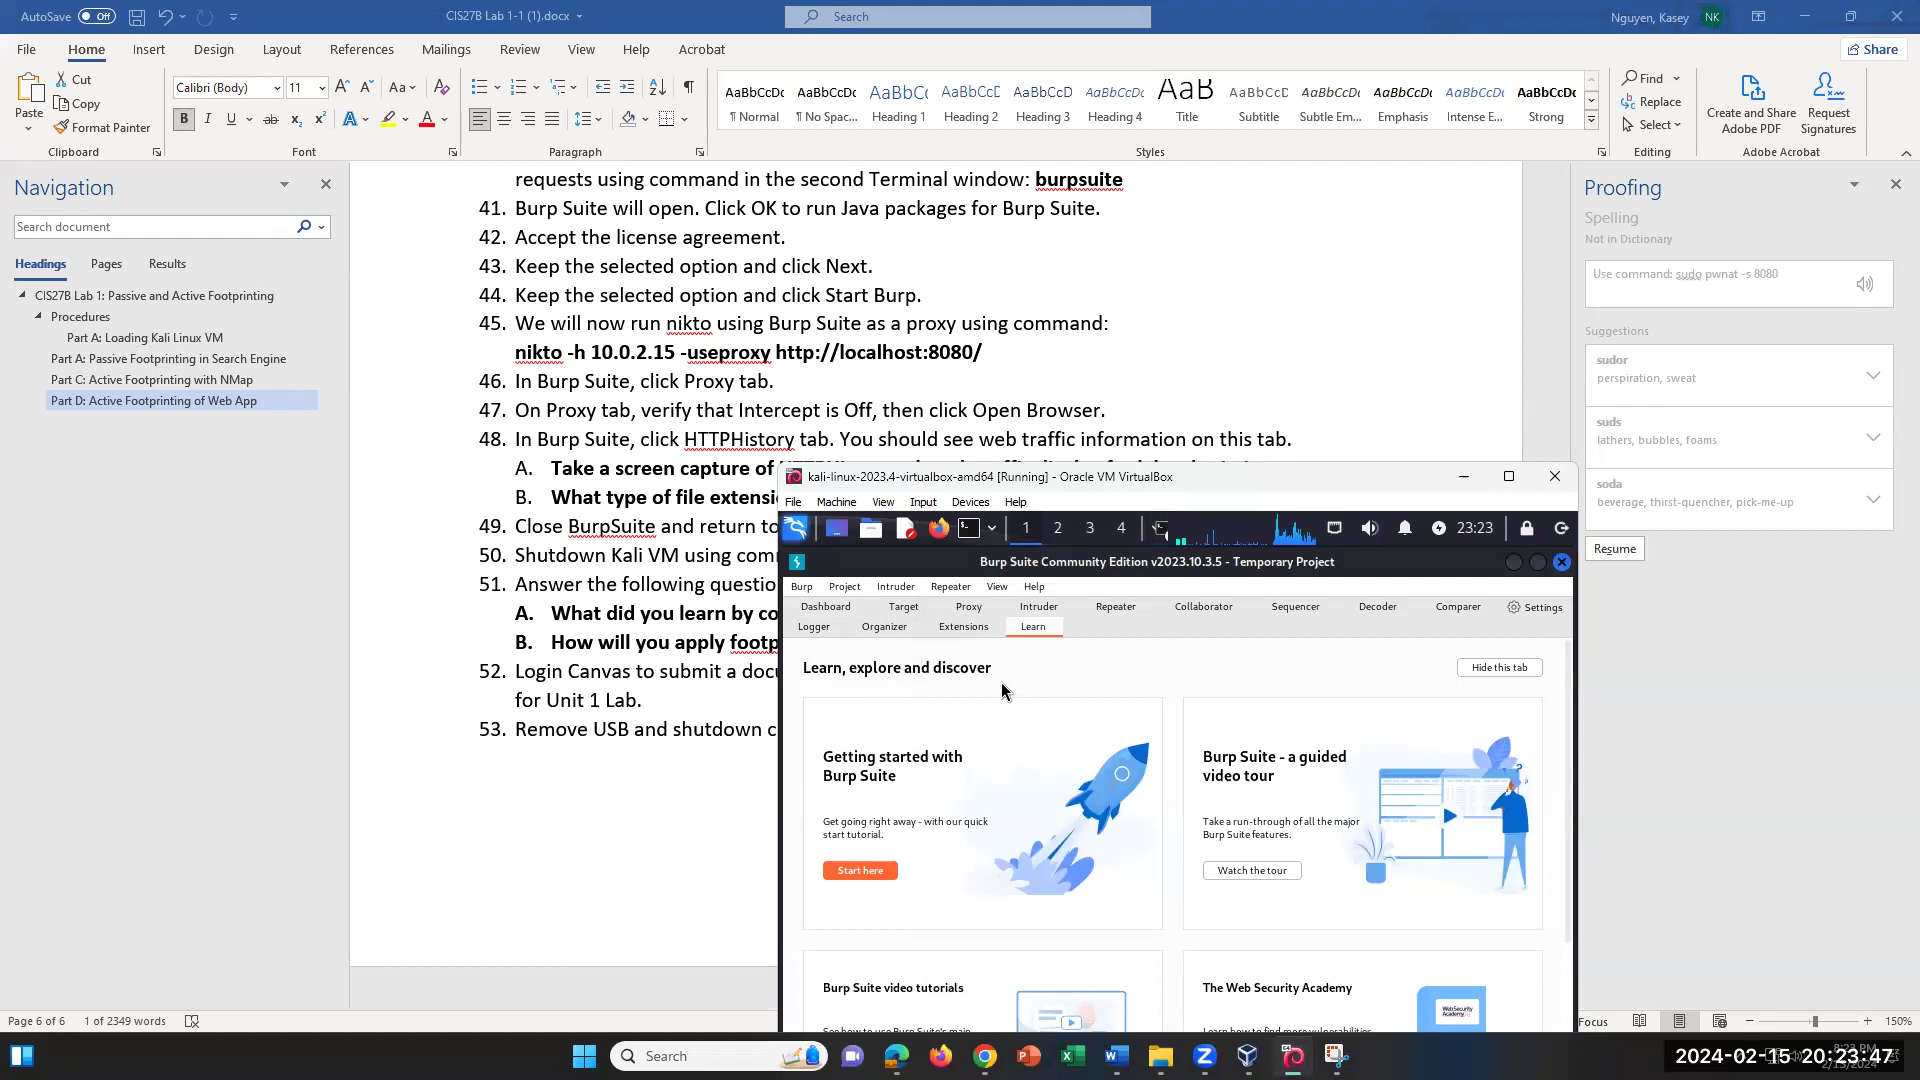 AutoSave Off
CIS27B Lab 1-1 (1).docx
Search
Nguyen, Kasey NK
File Home Insert Design Layout References Mailings Review View Help Acrobat
Share
Paste
Cut
Copy
Format Painter
Clipboard
Calibri (Body) 11
Font
Paragraph
AaBbCcDc AaBbCcDc AaBbCc AaBbCcD AaBbCcDc AaBbCcDc AaB AaBbCcD AaBbCcDc AaBbCcDc AaBbCcDc AaBbCcDc
¶ Normal ¶ No Spac... Heading 1 Heading 2 Heading 3 Heading 4 Title Subtitle Subtle Em... Emphasis Intense E... Strong
Styles
Find
Replace
Select
Editing
Create and Share Adobe PDF
Request Signatures
Adobe Acrobat
Navigation
Search document
Headings Pages Results
CIS27B Lab 1: Passive and Active Footprinting
Procedures
Part A: Loading Kali Linux VM
Part A: Passive Footprinting in Search Engine
Part C: Active Footprinting with NMap
Part D: Active Footprinting of Web App
requests using command in the second Terminal window: burpsuite
41. Burp Suite will open. Click OK to run Java packages for Burp Suite.
42. Accept the license agreement.
43. Keep the selected option and click Next.
44. Keep the selected option and click Start Burp.
45. We will now run nikto using Burp Suite as a proxy using command:
nikto -h 10.0.2.15 -useproxy http://localhost:8080/
46. In Burp Suite, click Proxy tab.
47. On Proxy tab, verify that Intercept is Off, then click Open Browser.
48. In Burp Suite, click HTTPHistory tab. You should see web traffic information on this tab.
A. Take a screen capture of
B. What type of file extensi
49. Close BurpSuite and return to
50. Shutdown Kali VM using com
51. Answer the following questio
A. What did you learn by co
B. How will you apply footp
52. Login Canvas to submit a docu
for Unit 1 Lab.
53. Remove USB and shutdown c
Proofing
Spelling
Not in Dictionary
Use command: sudo pwnat -s 8080
Suggestions
sudor
perspiration, sweat
suds
lathers, bubbles, foams
soda
beverage, thirst-quencher, pick-me-up
Resume
kali-linux-2023.4-virtualbox-amd64 [Running] - Oracle VM VirtualBox
File Machine View Input Devices Help
1 2 3 4
23:23
Burp Suite Community Edition v2023.10.3.5 - Temporary Project
Burp Project Intruder Repeater View Help
Dashboard Target Proxy Intruder Repeater Collaborator Sequencer Decoder Comparer Settings
Logger Organizer Extensions Learn
Learn, explore and discover
Hide this tab
Getting started with
Burp Suite
Get going right away - with our quick
start tutorial.
Start here
Burp Suite - a guided
video tour
Take a run-through of all the major
Burp Suite features.
Watch the tour
Burp Suite video tutorials
The Web Security Academy
Web Security
Academy
Page 6 of 6 1 of 2349 words
Focus
150%
Search
2024-02-15 20:23:47